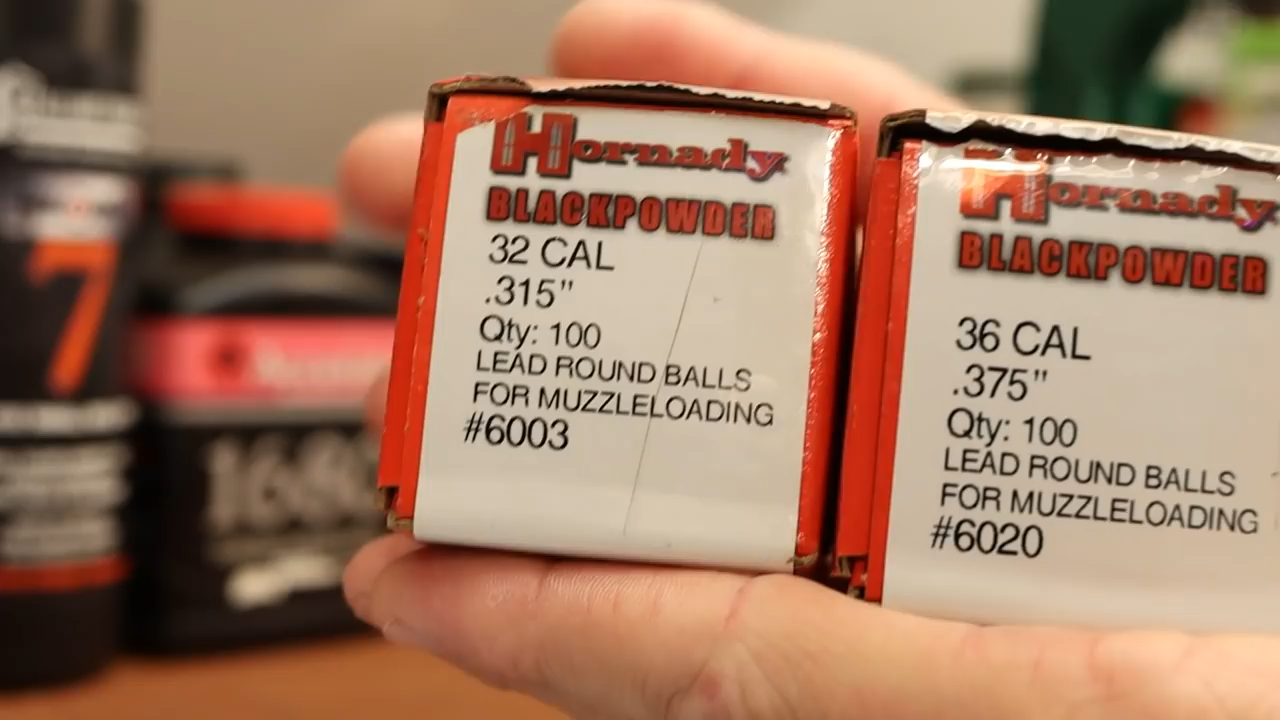 Hornady
BLACKPOWDER
32 CAL
.315"
Qty: 100
LEAD ROUND BALLS
FOR MUZZLELOADING
#6003
Hornady
BLACKPOWDER
36 CAL
.375"
Qty: 100
LEAD ROUND BALLS
FOR MUZZLELOADING
#6020
7